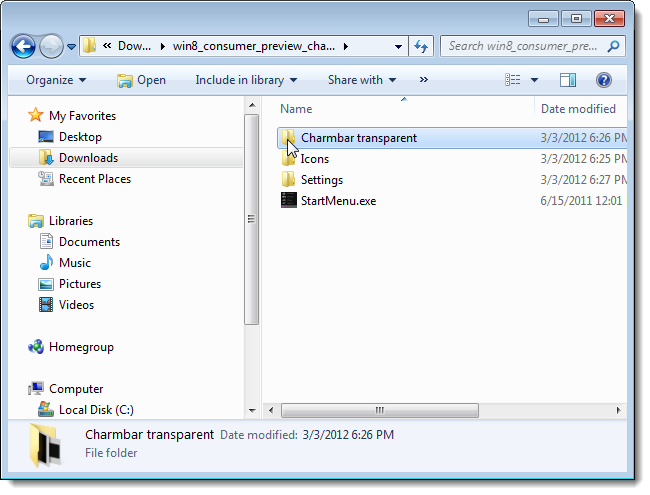 « Dow... ▸ win8_consumer_preview_cha... ▸
Search win8_consumer_pre...
Organize Open Include in library Share with »
Name Date modified
My Favorites
Desktop
Downloads
Recent Places
Libraries
Documents
Music
Pictures
Videos
Homegroup
Computer
Local Disk (C:)
Charmbar transparent 3/3/2012 6:26 PM
Icons 3/3/2012 6:25 PM
Settings 3/3/2012 6:27 PM
StartMenu.exe 6/15/2011 12:01
Charmbar transparent Date modified: 3/3/2012 6:26 PM
File folder